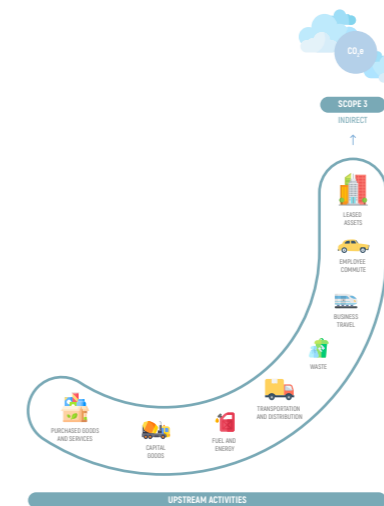 CO₂e
SCOPE 3
INDIRECT
LEASED
ASSETS
EMPLOYEE
COMMUTE
BUSINESS
TRAVEL
WASTE
TRANSPORTATION
AND DISTRIBUTION
FUEL AND
ENERGY
CAPITAL
GOODS
PURCHASED GOODS
AND SERVICES
UPSTREAM ACTIVITIES